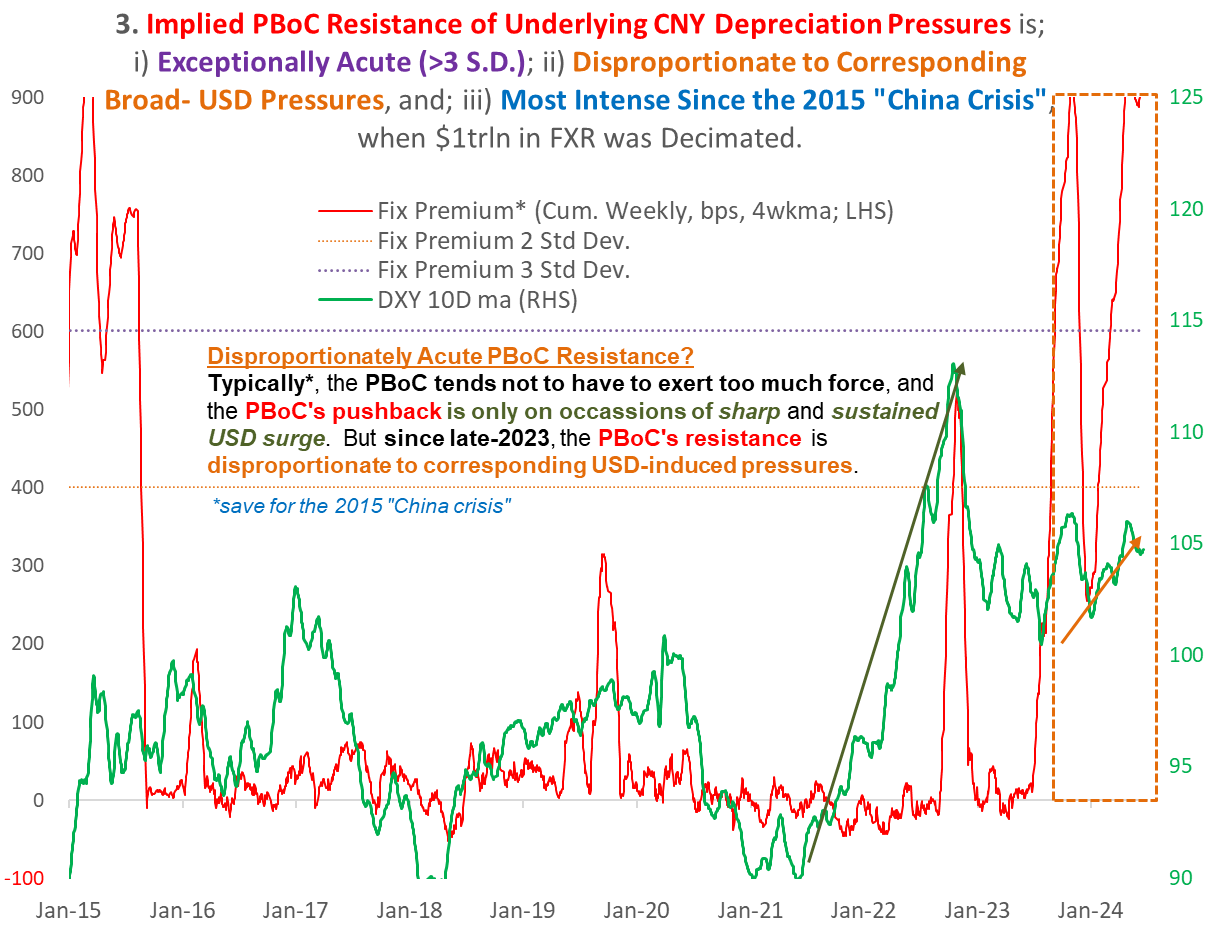 3. Implied PBoC Resistance of Underlying CNY Depreciation Pressures is;
i) Exceptionally Acute (>3 S.D.); ii) Disproportionate to Corresponding
Broad- USD Pressures, and; iii) Most Intense Since the 2015 "China Crisis",
when $1trln in FXR was Decimated.
900
800
700
600
500
400
300
200
100
0
-100
125
120
115
110
105
100
95
90
Fix Premium* (Cum. Weekly, bps, 4wkma; LHS)
Fix Premium 2 Std Dev.
Fix Premium 3 Std Dev.
DXY 10D ma (RHS)
Disproportionately Acute PBoC Resistance?
Typically*, the PBoC tends not to have to exert too much force, and
the PBoC's pushback is only on occassions of sharp and sustained
USD surge. But since late-2023, the PBoC's resistance is
disproportionate to corresponding USD-induced pressures.
*save for the 2015 "China crisis"
Jan-15 Jan-16 Jan-17 Jan-18 Jan-19 Jan-20 Jan-21 Jan-22 Jan-23 Jan-24